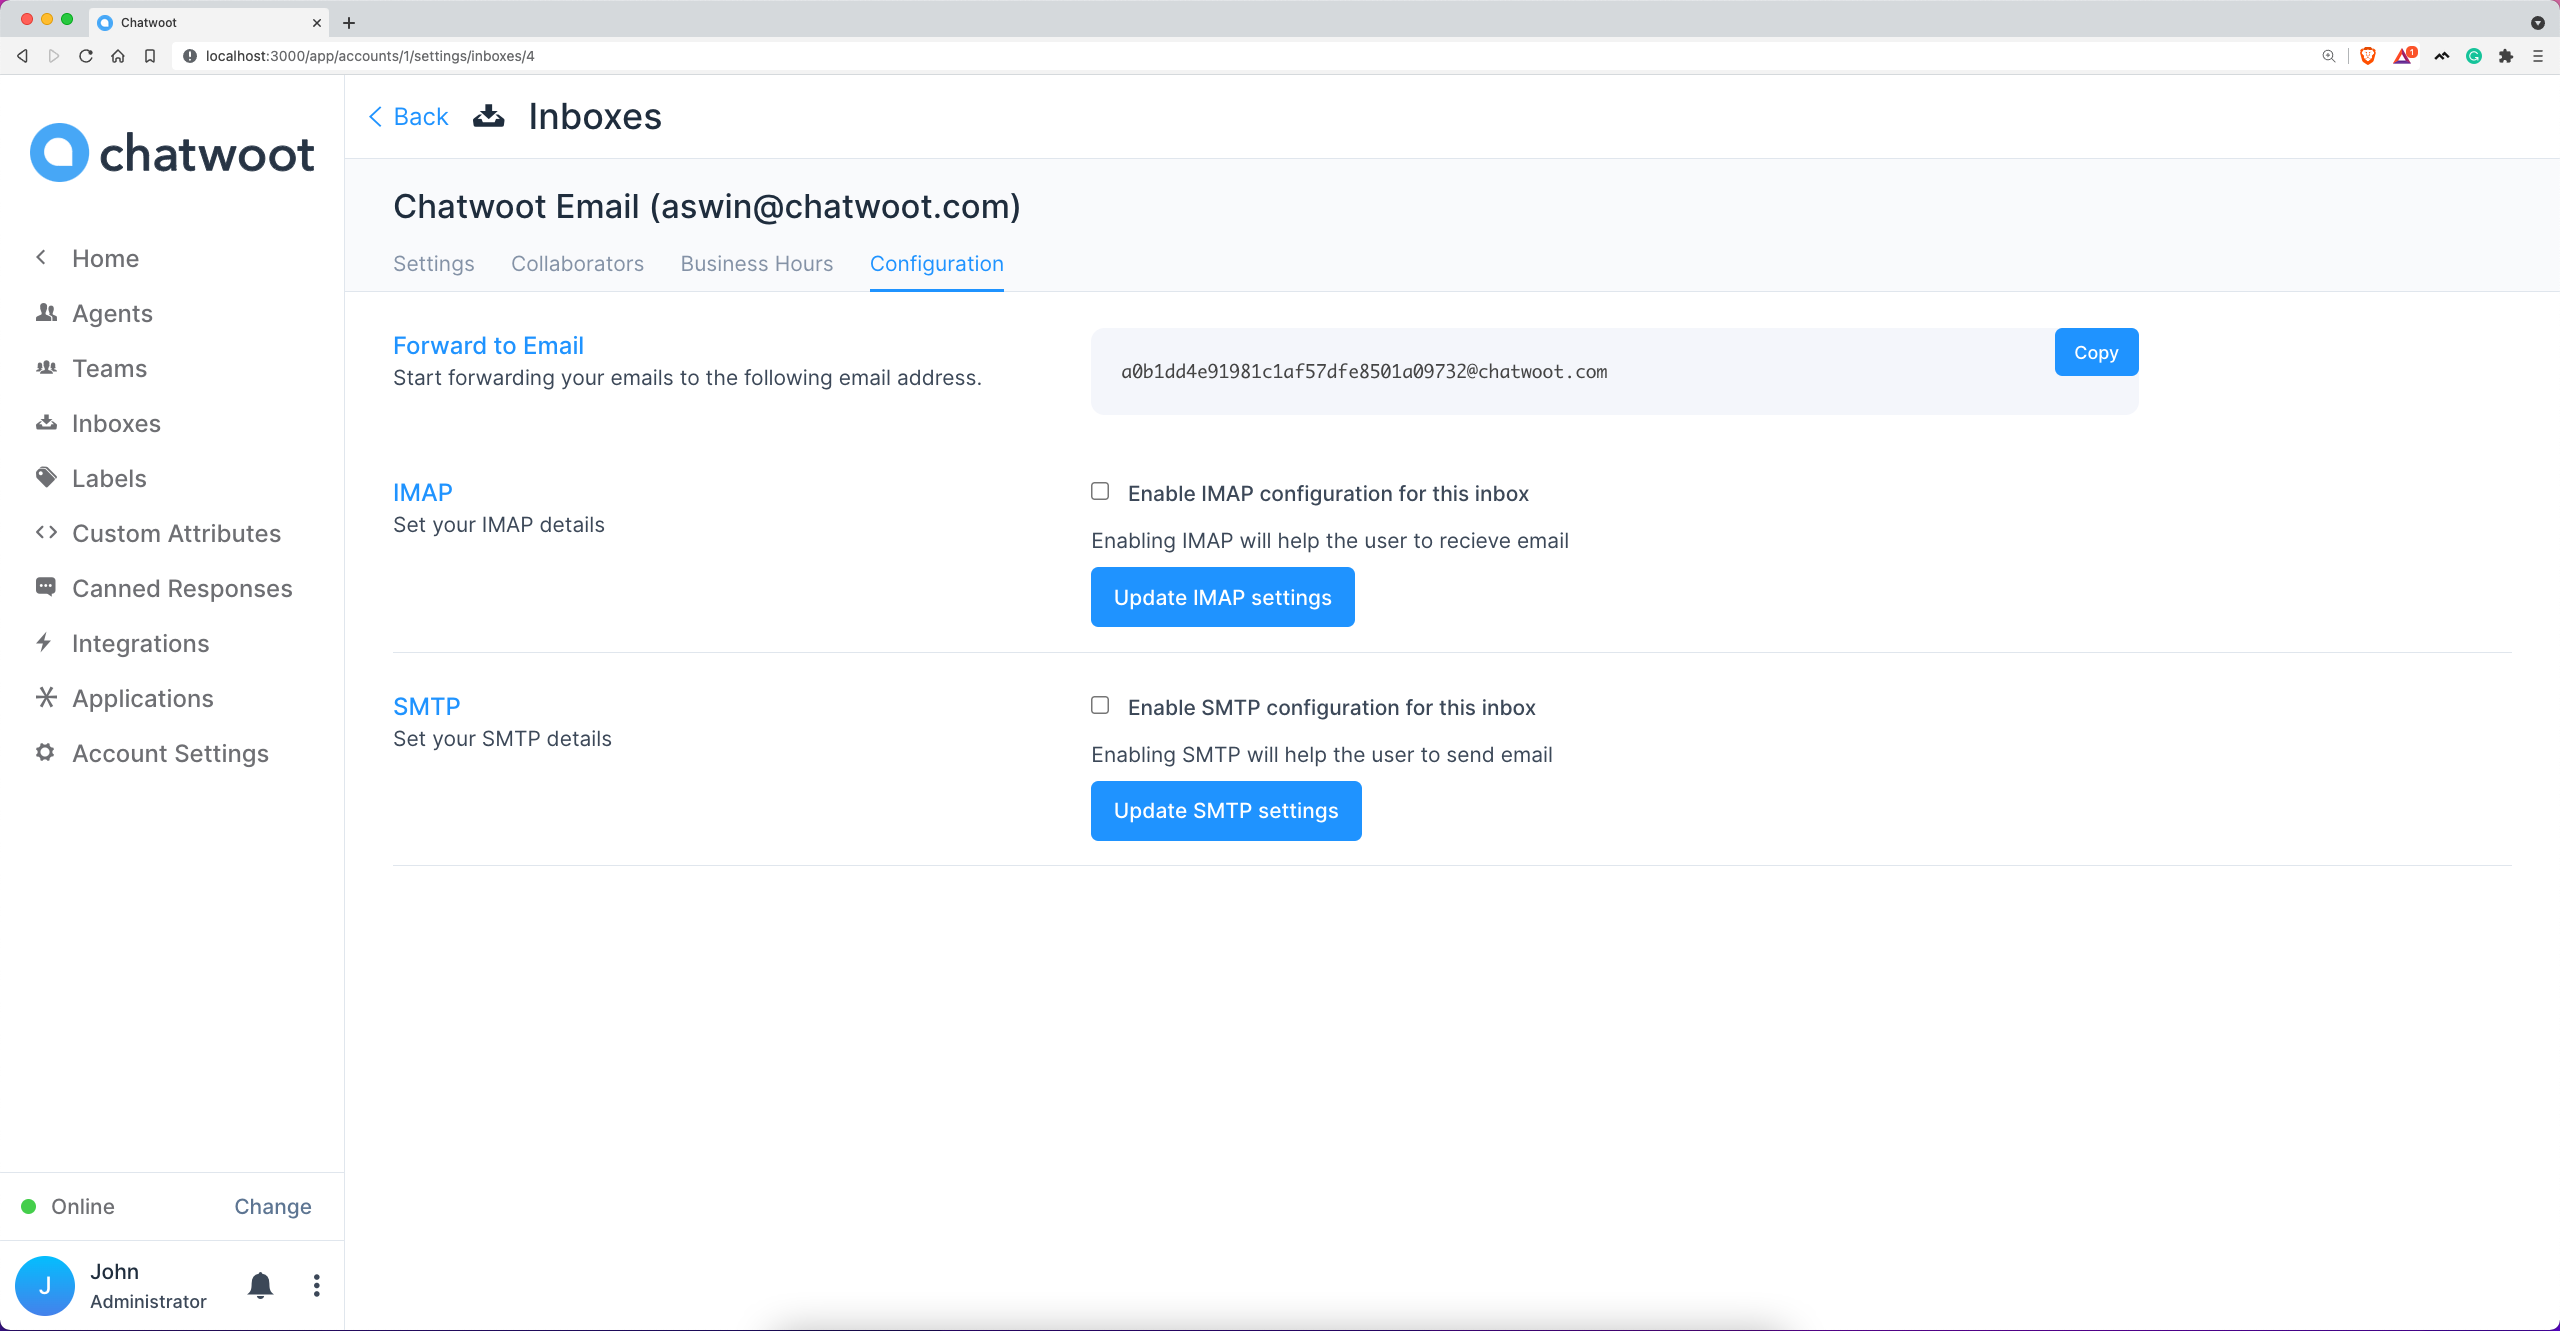 Chatwoot
localhost:3000/app/accounts/1/settings/inboxes/4
1
chatwoot
Home
Agents
Teams
Inboxes
Labels
Custom Attributes
Canned Responses
Integrations
Applications
Account Settings
Online Change
J
John
Administrator
Back Inboxes
Chatwoot Email (aswin@chatwoot.com)
Settings Collaborators Business Hours Configuration
Forward to Email
Start forwarding your emails to the following email address.
a0b1dd4e91981c1af57dfe8501a09732@chatwoot.com
Copy
IMAP
Set your IMAP details
Enable IMAP configuration for this inbox
Enabling IMAP will help the user to recieve email
Update IMAP settings
SMTP
Set your SMTP details
Enable SMTP configuration for this inbox
Enabling SMTP will help the user to send email
Update SMTP settings